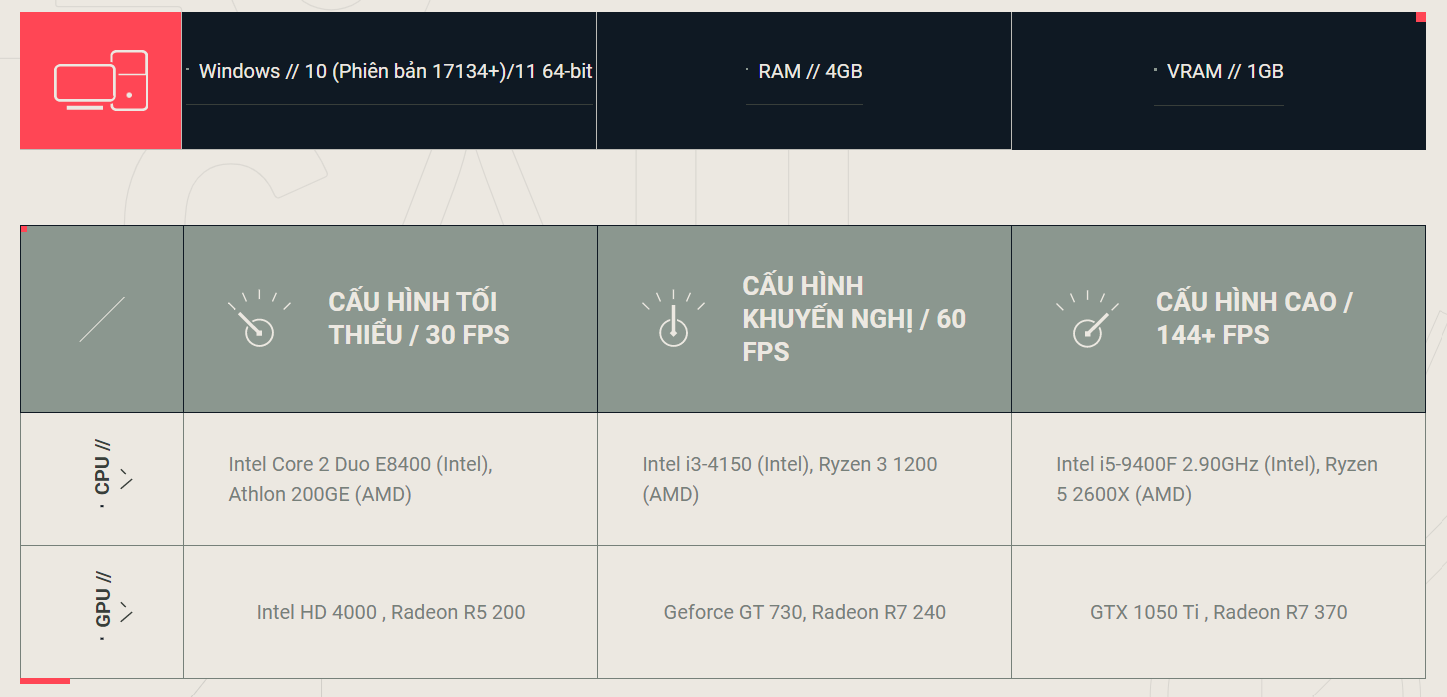 Windows // 10 (Phiên bản 17134+)/11 64-bit
RAM // 4GB
VRAM // 1GB
CẤU HÌNH TỐI
THIỂU / 30 FPS
CẤU HÌNH
KHUYẾN NGHỊ / 60
FPS
CẤU HÌNH CAO /
144+ FPS
CPU //
Intel Core 2 Duo E8400 (Intel),
Athlon 200GE (AMD)
Intel i3-4150 (Intel), Ryzen 3 1200
(AMD)
Intel i5-9400F 2.90GHz (Intel), Ryzen
5 2600X (AMD)
GPU //
Intel HD 4000 , Radeon R5 200
Geforce GT 730, Radeon R7 240
GTX 1050 Ti , Radeon R7 370